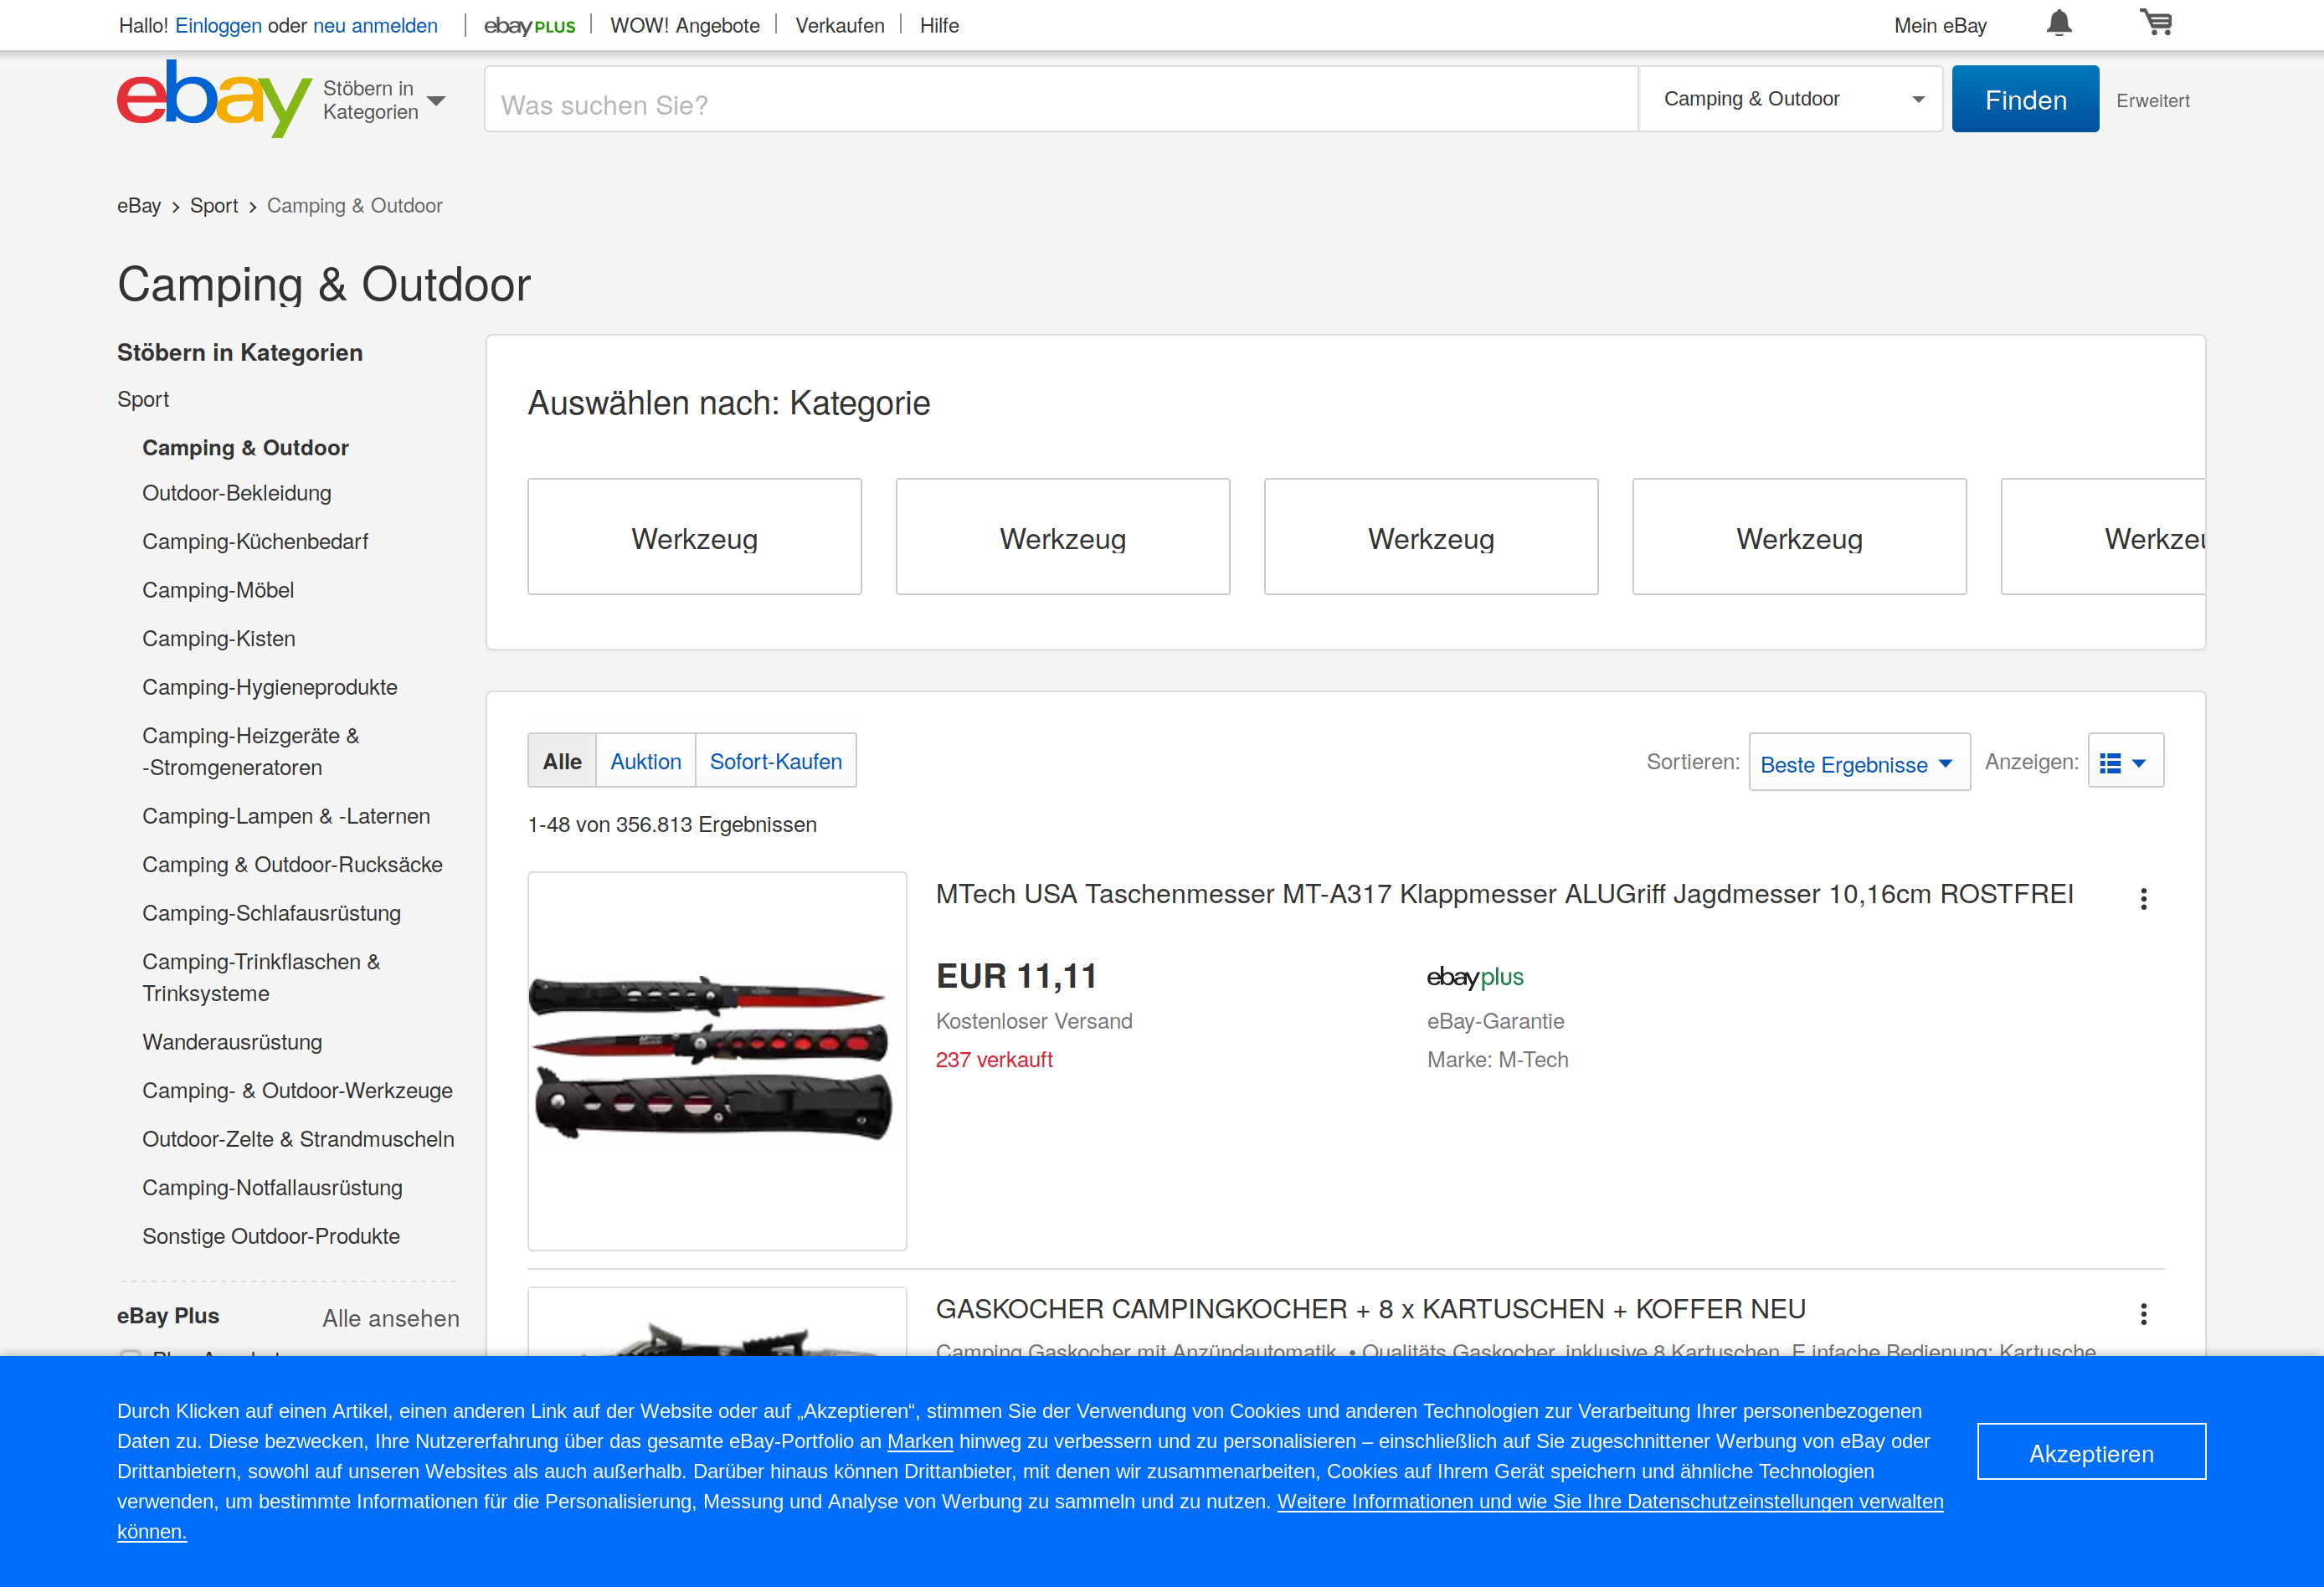 Hallo! Einloggen oder neu anmelden
ebay PLUS
WOW! Angebote
Verkaufen
Hilfe
Mein eBay
ebay
Stöbern in
Kategorien
Was suchen Sie?
Camping & Outdoor
Finden
Erweitert
eBay > Sport > Camping & Outdoor
Camping & Outdoor
Stöbern in Kategorien
Sport
Camping & Outdoor
Outdoor-Bekleidung
Camping-Küchenbedarf
Camping-Möbel
Camping-Kisten
Camping-Hygieneprodukte
Camping-Heizgeräte &
-Stromgeneratoren
Camping-Lampen & -Laternen
Camping & Outdoor-Rucksäcke
Camping-Schlafausrüstung
Camping-Trinkflaschen &
Trinksysteme
Wanderausrüstung
Camping- & Outdoor-Werkzeuge
Outdoor-Zelte & Strandmuscheln
Camping-Notfallausrüstung
Sonstige Outdoor-Produkte
eBay Plus
Alle ansehen
Auswählen nach: Kategorie
Werkzeug
Werkzeug
Werkzeug
Werkzeug
Werkzeu
Alle
Auktion
Sofort-Kaufen
Sortieren: Beste Ergebnisse
Anzeigen:
1-48 von 356.813 Ergebnissen
MTech USA Taschenmesser MT-A317 Klappmesser ALUGriff Jagdmesser 10,16cm ROSTFREI
EUR 11,11
Kostenloser Versand
237 verkauft
ebay plus
eBay-Garantie
Marke: M-Tech
GASKOCHER CAMPINGKOCHER + 8 x KARTUSCHEN + KOFFER NEU
Camping Gaskocher mit Anzündautomatik. • Qualitäts Gaskocher, inklusive 8 Kartuschen. E infache Bedienung: Kartusche
Durch Klicken auf einen Artikel, einen anderen Link auf der Website oder auf „Akzeptieren“, stimmen Sie der Verwendung von Cookies und anderen Technologien zur Verarbeitung Ihrer personenbezogenen
Daten zu. Diese bezwecken, Ihre Nutzererfahrung über das gesamte eBay-Portfolio an Marken hinweg zu verbessern und zu personalisieren – einschließlich auf Sie zugeschnittener Werbung von eBay oder
Drittanbietern, sowohl auf unseren Websites als auch außerhalb. Darüber hinaus können Drittanbieter, mit denen wir zusammenarbeiten, Cookies auf Ihrem Gerät speichern und ähnliche Technologien
verwenden, um bestimmte Informationen für die Personalisierung, Messung und Analyse von Werbung zu sammeln und zu nutzen. Weitere Informationen und wie Sie Ihre Datenschutzeinstellungen verwalten
können.
Akzeptieren